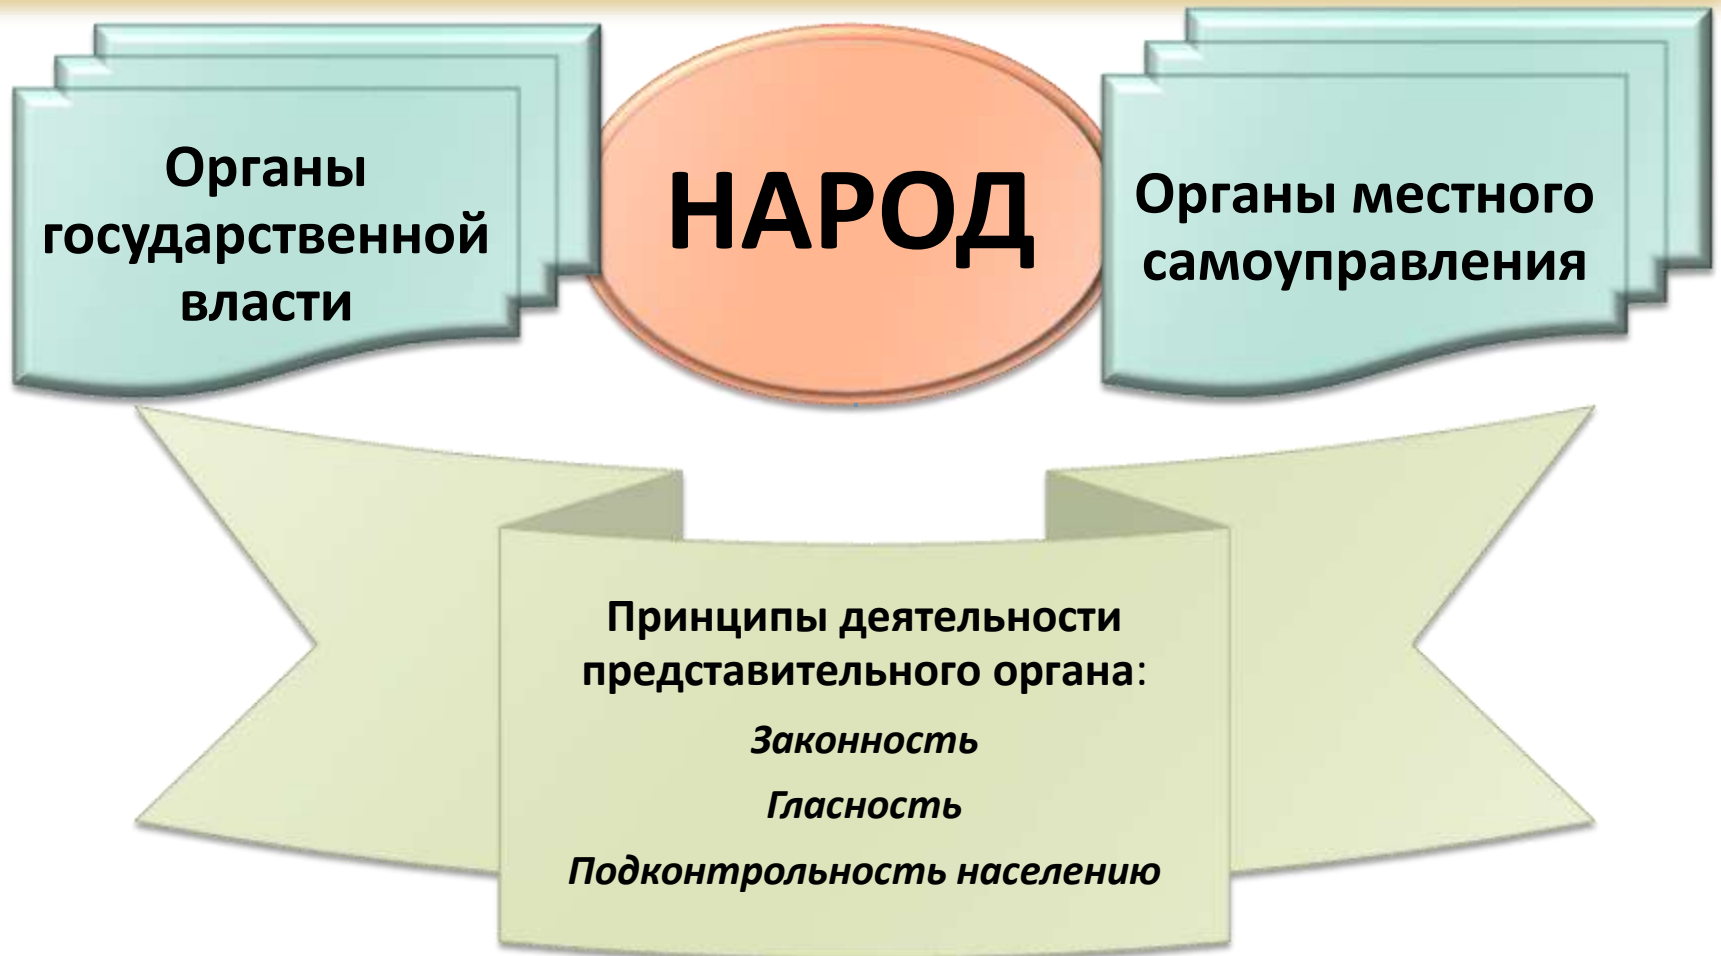 Органы
государственной
власти
НАРОД
Органы местного
самоуправления
Принципы деятельности
представительного органа:
Законность
Гласность
Подконтрольность населению